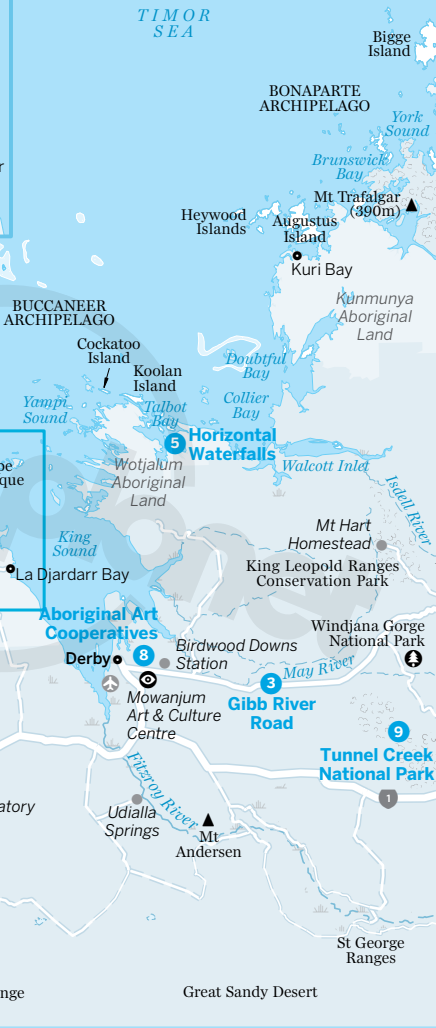 TIMOR
SEA
Bigge
Island
BONAPARTE
ARCHIPELAGO
York
Sound
Brunswick
Bay
Mt Trafalgar
(390m)
Heywood
Islands
Augustus
Island
Kuri Bay
Kunmunya
Aboriginal
Land
BUCCANEER
ARCHIPELAGO
Cockatoo
Island
Koolan
Island
Doubtful
Bay
Collier
Bay
Yampi
Sound
Talbot
Bay
5
Horizontal
Waterfalls
Walcott Inlet
Wotjalum
Aboriginal
Land
Isdell River
Mt Hart
Homestead
King
Sound
King Leopold Ranges
Conservation Park
La Djardarr Bay
Aboriginal Art
Cooperatives
Windjana Gorge
National Park
Birdwood Downs
Station
Derby
8
May River
Mowanjum
Art & Culture
Centre
3
Gibb River
Road
9
Tunnel Creek
National Park
1
Fitzroy River
atory
Udialla
Springs
Mt
Andersen
St George
Ranges
nge
Great Sandy Desert